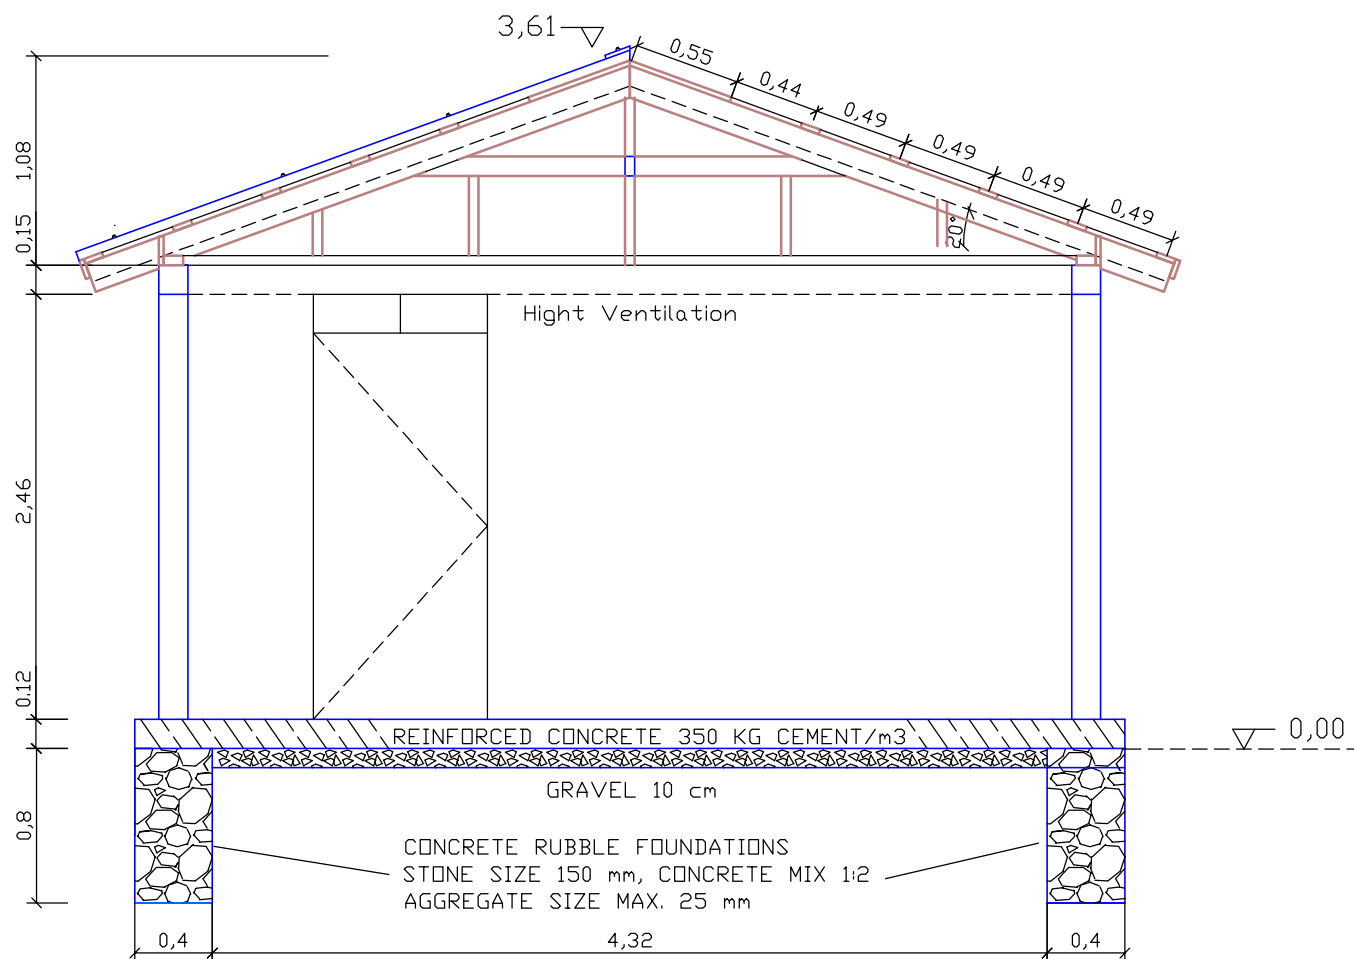 3,61
0,55
0,44
0,49
0,49
0,49
0,49
1,08
0.15
20°
Hight Ventilation
2,46
0.12
REINFORCED CONCRETE 350 KG CEMENT/m3
0,00
GRAVEL 10 cm
0,8
CONCRETE RUBBLE FOUNDATIONS
STONE SIZE 150 mm, CONCRETE MIX 1:2
AGGREGATE SIZE MAX. 25 mm
0,4
4,32
0,4